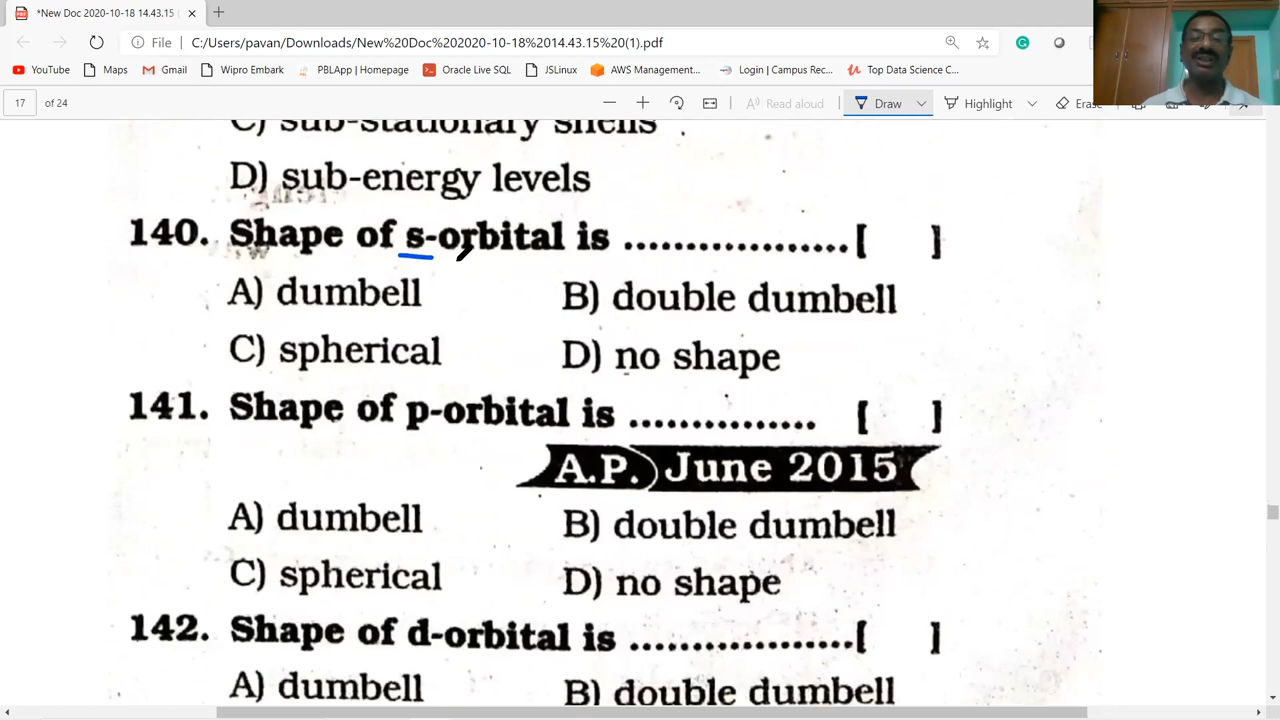 *New Doc 2020-10-18 14.43.15
File C:/Users/pavan/Downloads/New%20Doc%202020-10-18%2014.43.15%20(1).pdf
YouTube Maps Gmail Wipro Embark PBLApp | Homepage Oracle Live SQL JSLinux AWS Management... Login | Campus Rec... Top Data Science C...
17 of 24 Read aloud Draw Highlight Erase
C) sub-stationary shells
D) sub-energy levels
140. Shape of s-orbital is ..................[ ]
A) dumbell B) double dumbell
C) spherical D) no shape
141. Shape of p-orbital is ............... [ ]
A.P. June 2015
A) dumbell B) double dumbell
C) spherical D) no shape
142. Shape of d-orbital is ..................[ ]
A) dumbell B) double dumbell